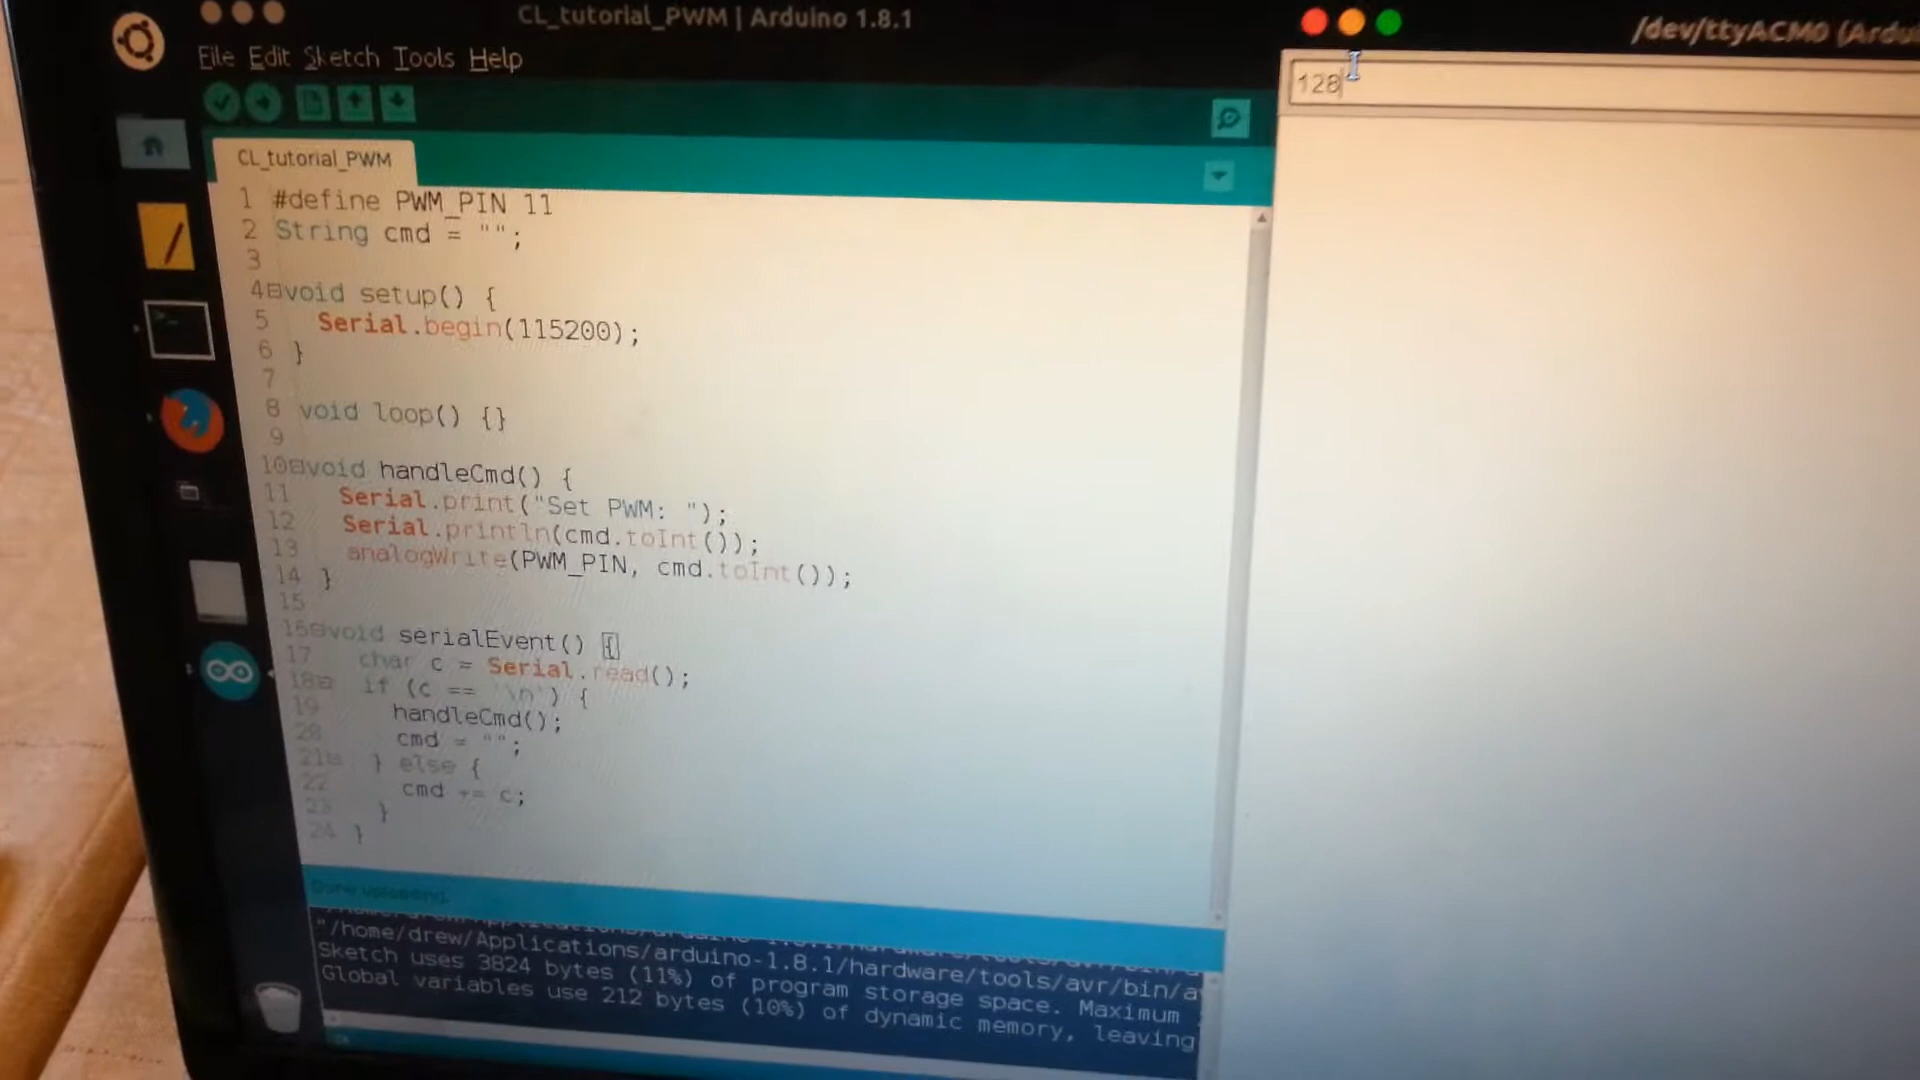 CL_tutorial_PWM | Arduino 1.8.1
/dev/ttyACM0 (Ardu
File Edit Sketch Tools Help
128
CL_tutorial_PWM
1 #define PWM_PIN 11
2 String cmd = "";
3
4 void setup() {
5 Serial.begin(115200);
6 }
7
8 void loop() {}
9
10 void handleCmd() {
11 Serial.print("Set PWM: ");
12 Serial.println(cmd.toInt());
13 analogWrite(PWM_PIN, cmd.toInt());
14 }
15
16 void serialEvent() {
17 char c = Serial.read();
18 if (c == '\n') {
19 handleCmd();
20 cmd = "";
21 } else {
22 cmd += c;
23 }
24 }
Done uploading.
"/home/drew/Applications/arduino-1.8.1/hardware/tools/avr/bin/a
Sketch uses 3824 bytes (11%) of program storage space. Maximum
Global variables use 212 bytes (10%) of dynamic memory, leaving